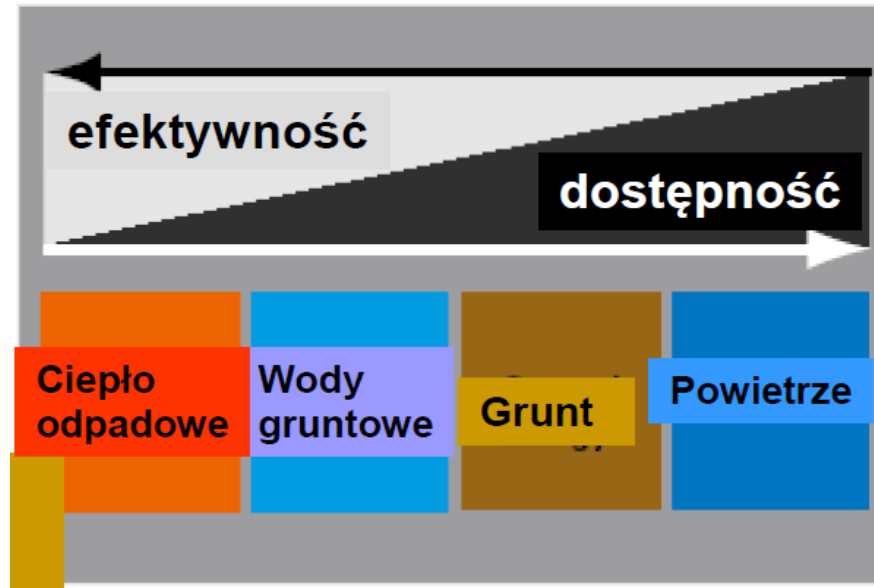 efektywność
dostępność
Ciepło
odpadowe
Wody
gruntowe
Grunt
Powietrze